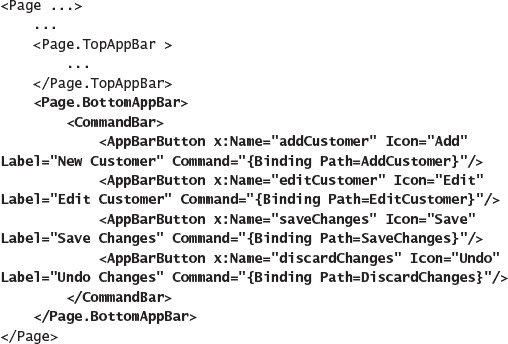 <Page ...>
    ...
    <Page.TopAppBar >
        ...
    </Page.TopAppBar>
    <Page.BottomAppBar>
        <CommandBar>
            <AppBarButton x:Name="addCustomer" Icon="Add"
Label="New Customer" Command="{Binding Path=AddCustomer}"/>
            <AppBarButton x:Name="editCustomer" Icon="Edit"
Label="Edit Customer" Command="{Binding Path=EditCustomer}"/>
            <AppBarButton x:Name="saveChanges" Icon="Save"
Label="Save Changes" Command="{Binding Path=SaveChanges}"/>
            <AppBarButton x:Name="discardChanges" Icon="Undo"
Label="Undo Changes" Command="{Binding Path=DiscardChanges}"/>
        </CommandBar>
    </Page.BottomAppBar>
</Page>